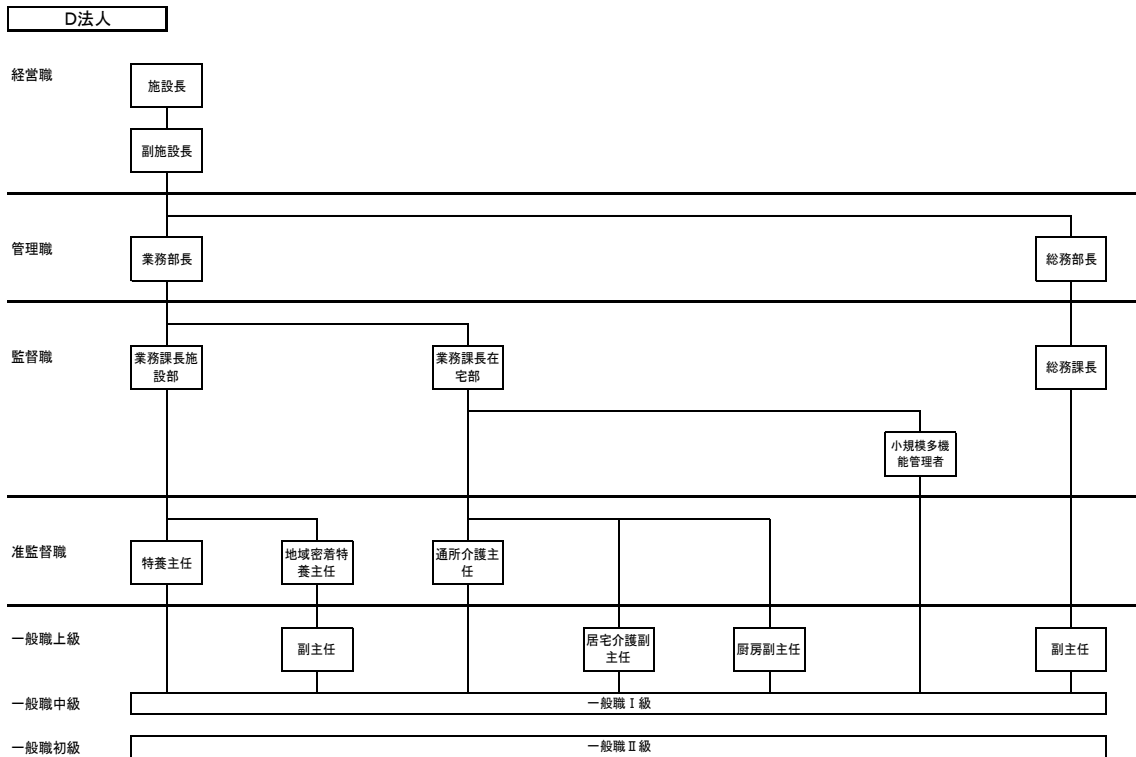 D法人
経営職
施設長
副施設長
管理職
業務部長
総務部長
監督職
業務課長施
設部
業務課長在
宅部
総務課長
小規模多機
能管理者
准監督職
特養主任
地域密着特
養主任
通所介護主
任
一般職上級
副主任
居宅介護副
主任
厨房副主任
副主任
一般職中級
一般職Ⅰ級
一般職初級
一般職Ⅱ級